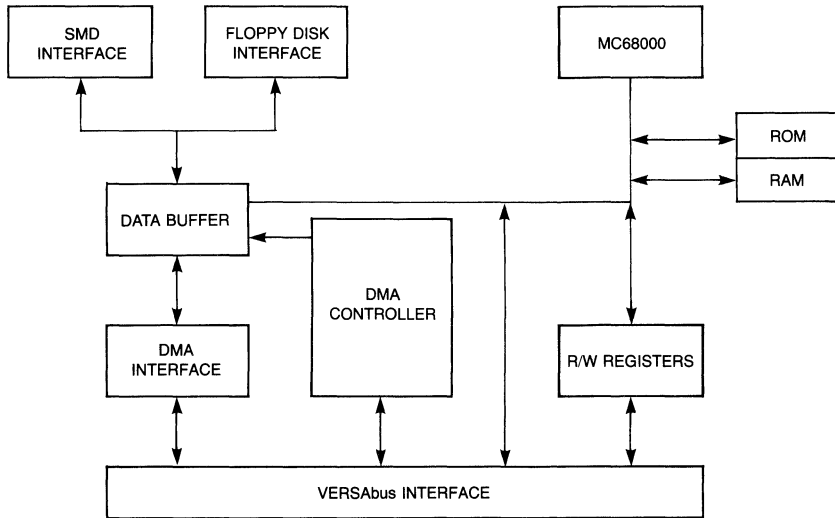 SMD
INTERFACE
FLOPPY DISK
INTERFACE
MC68000
ROM
RAM
DATA BUFFER
DMA
CONTROLLER
DMA
INTERFACE
R/W REGISTERS
VERSAbus INTERFACE